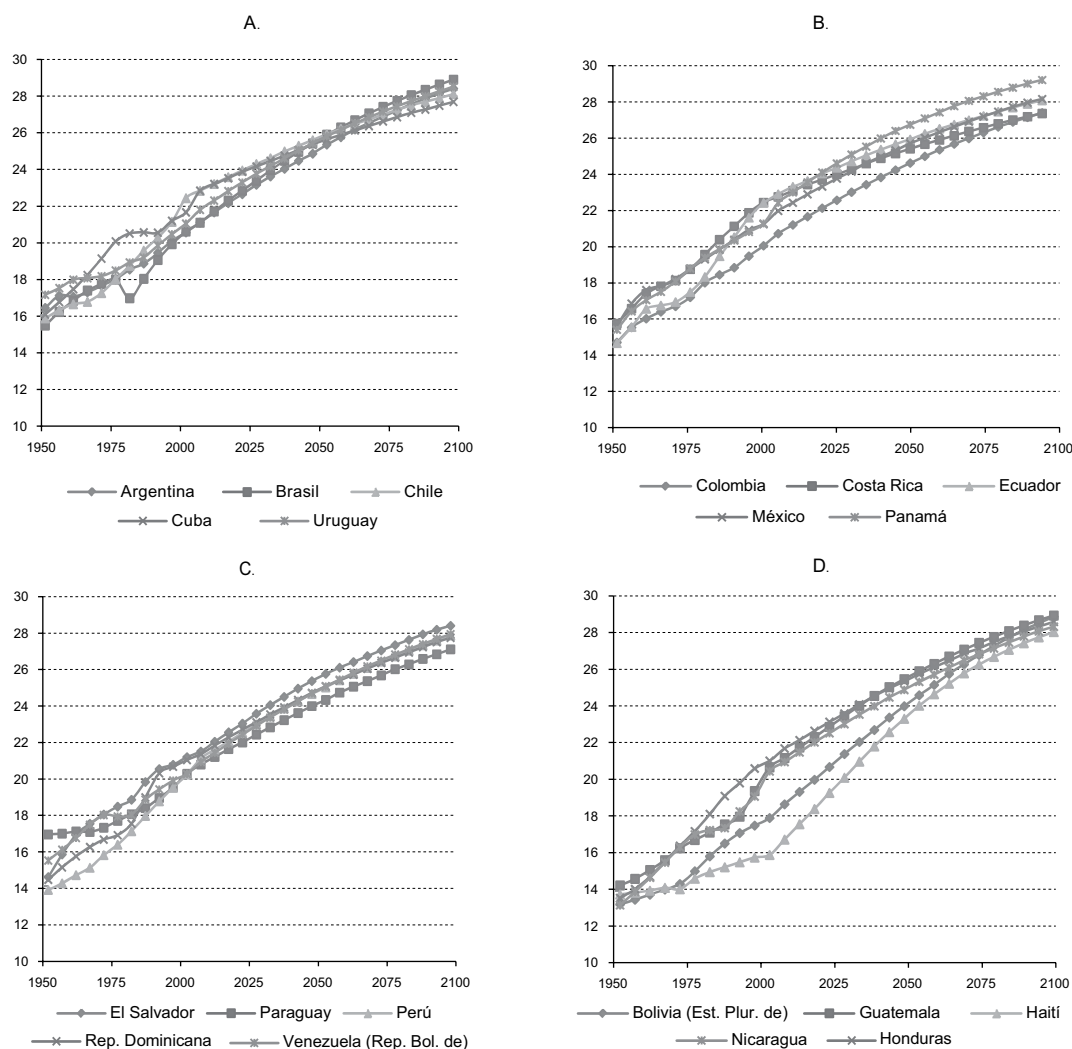 A.
30
28
26
24
22
20
18
16
14
12
10
1950 1975 2000 2025 2050 2075 2100
Argentina Brasil Chile
Cuba Uruguay
B.
30
28
26
24
22
20
18
16
14
12
10
1950 1975 2000 2025 2050 2075 2100
Colombia Costa Rica Ecuador
México Panamá
C.
30
28
26
24
22
20
18
16
14
12
10
1950 1975 2000 2025 2050 2075 2100
El Salvador Paraguay Perú
Rep. Dominicana Venezuela (Rep. Bol. de)
D.
30
28
26
24
22
20
18
16
14
12
10
1950 1975 2000 2025 2050 2075 2100
Bolivia (Est. Plur. de) Guatemala Haití
Nicaragua Honduras